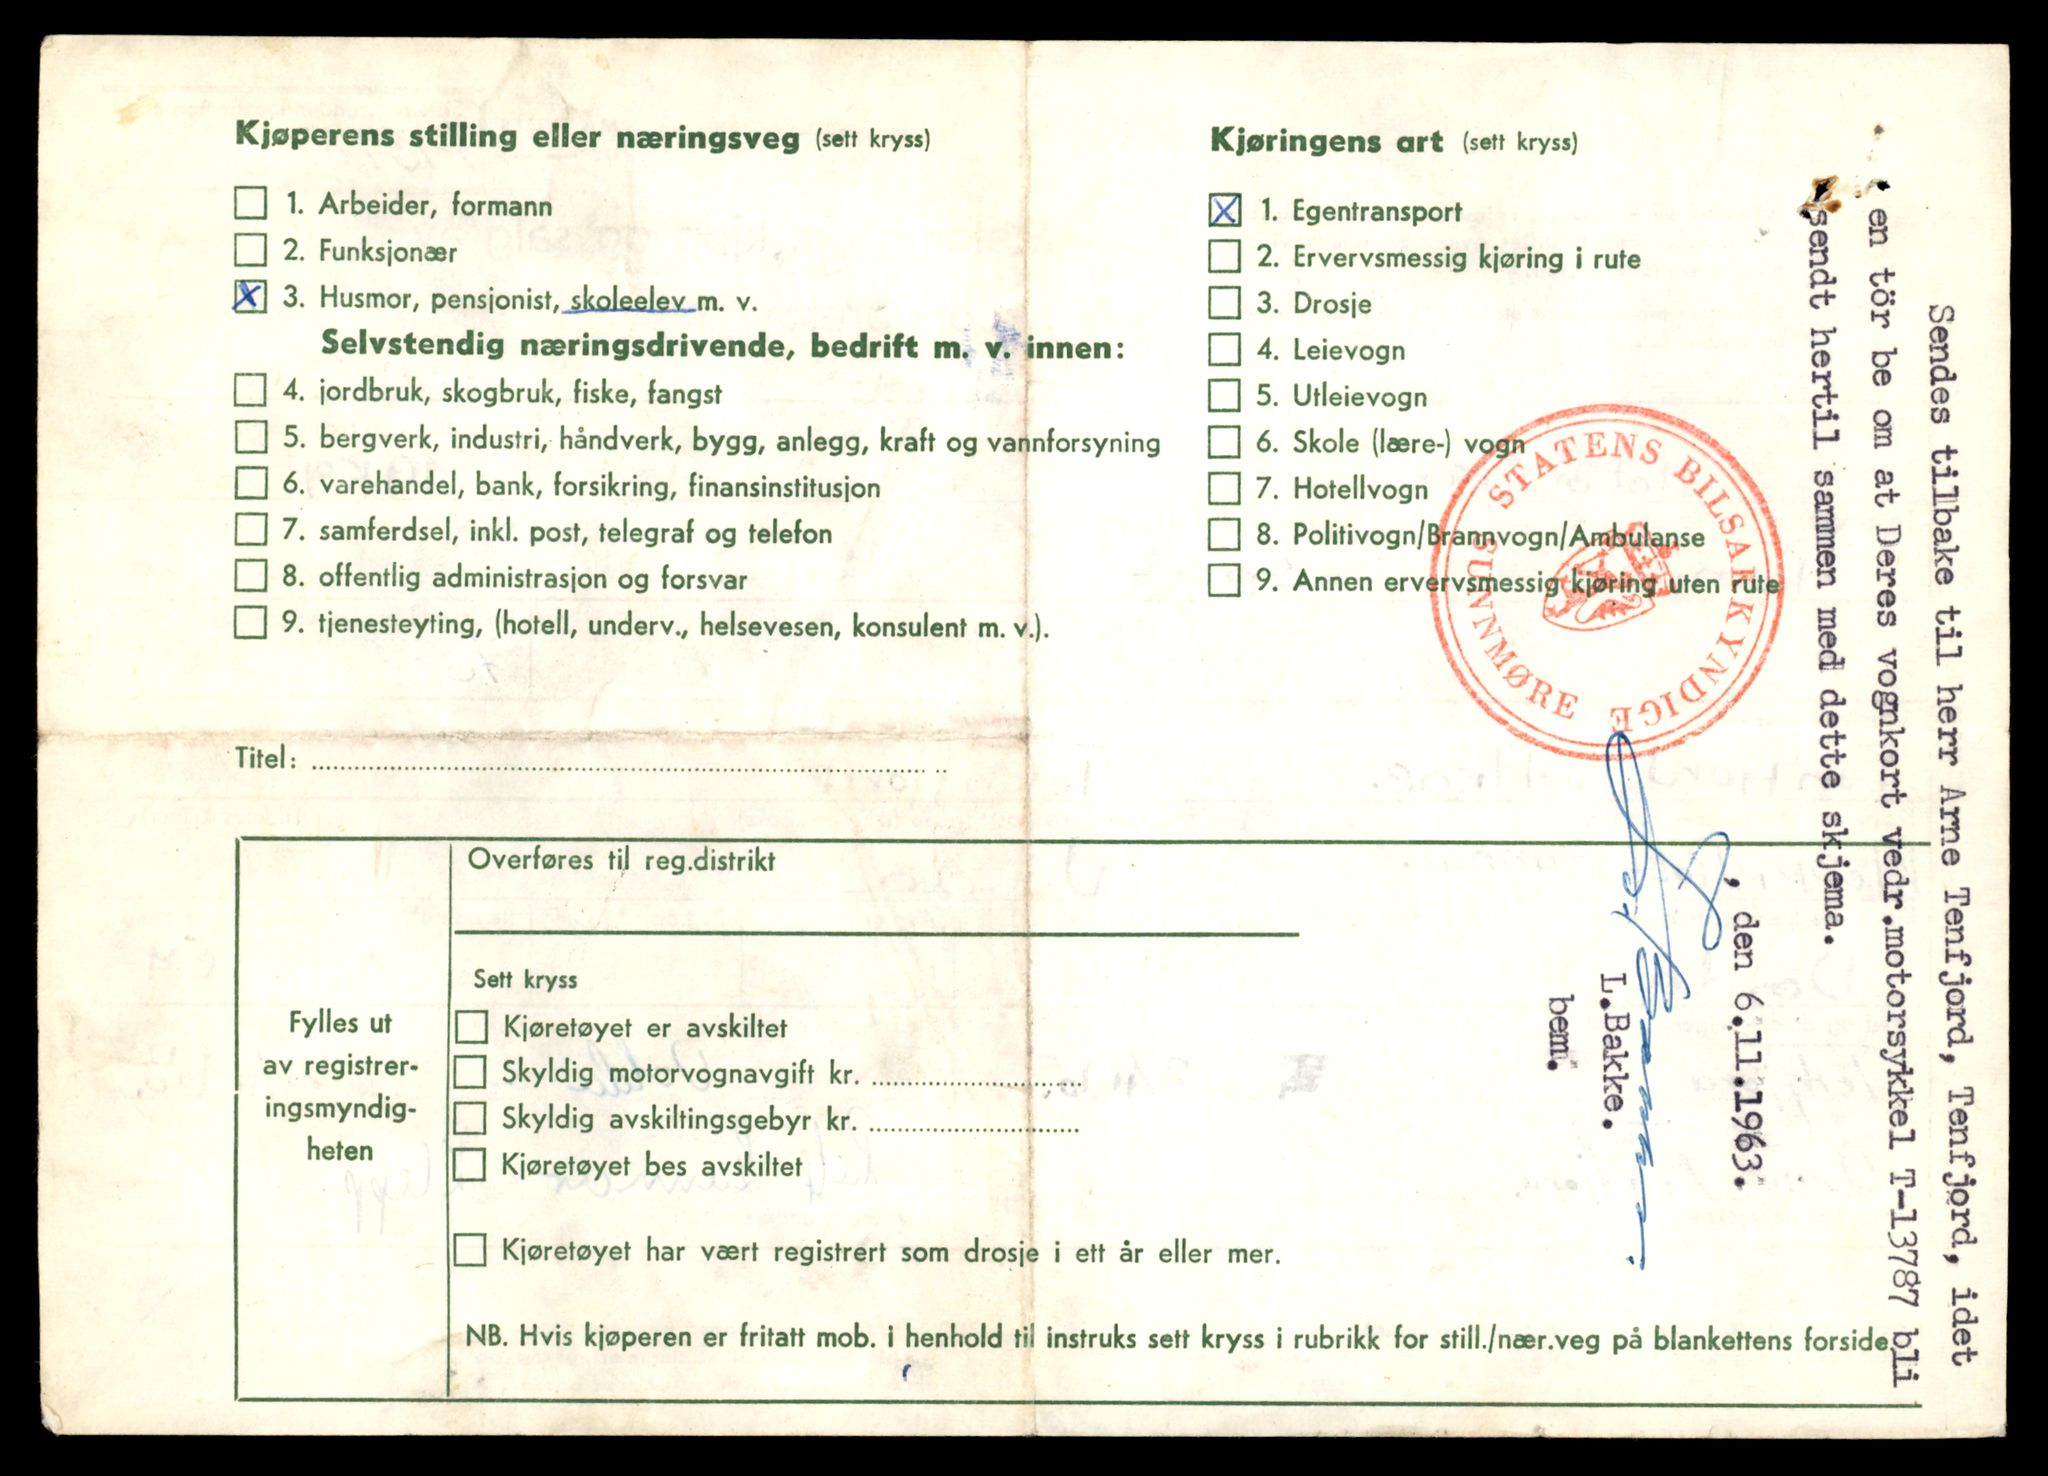 Kjøperens stilling eller næringsveg (sett kryss)
1. Arbeider, formann
2. Funksjonær
3. Husmor, pensjonist, skoleelev m. v.
Selvstendig næringsdrivende, bedrift m. v. innen:
4. jordbruk, skogbruk, fiske, fangst
5. bergverk, industri, håndverk, bygg, anlegg, kraft og vannforsyning
6. varehandel, bank, forsikring, finansinstitusjon
7. samferdsel, inkl. post, telegraf og telefon
8. offentlig administrasjon og forsvar
9. tjenesteyting, (hotell, underv., helsevesen, konsulent m. v.).
Titel:
Kjøringens art (sett kryss)
1. Egentransport
2. Ervervsmessig kjøring i rute
3. Drosje
4. Leievogn
5. Utleievogn
6. Skole (lære-) vogn
7. Hotellvogn
8. Politivogn/Brannvogn/Ambulanse
9. Annen ervervsmessig kjøring uten rute
STATENS BILSAKKYNDIGE
SUNNMØRE
Fylles ut
av registrer-
ingsmyndig-
heten
Overføres til reg.distrikt
Sett kryss
Kjøretøyet er avskiltet
Skyldig motorvognavgift kr.
Skyldig avskiltingsgebyr kr.
Kjøretøyet bes avskiltet
Kjøretøyet har vært registrert som drosje i ett år eller mer.
NB. Hvis kjøperen er fritatt mob. i henhold til instruks sett kryss i rubrikk for still./nær.veg på blankettens forside.
Sendes tilbake til herr Arne Tenfjord, Tenfjord, idet
en tör be om at Deres vognkort vedr.motorsykkel T-13787 bli
sendt hertil sammen med dette skjema.
, den 6.11.1963.
L.Bakke.
bem.